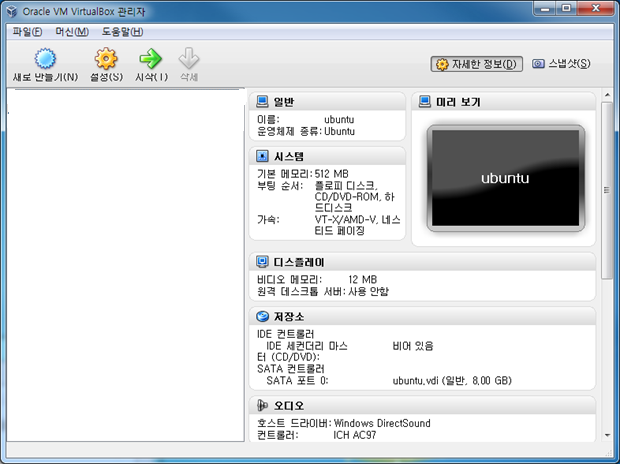 Oracle VM VirtualBox 관리자
파일(F) 머신(M) 도움말(H)
새로 만들기(N) 설정(S) 시작(T) 삭제 자세한 정보(D) 스냅샷(S)
일반
이름: ubuntu
운영체제 종류: Ubuntu
미리 보기
ubuntu
시스템
기본 메모리: 512 MB
부팅 순서: 플로피 디스크,
CD/DVD-ROM, 하
드디스크
가속: VT-X/AMD-V, 네스
티드 페이징
디스플레이
비디오 메모리: 12 MB
원격 데스크톱 서버: 사용 안함
저장소
IDE 컨트롤러
IDE 세컨더리 마스 비어 있음
터 (CD/DVD):
SATA 컨트롤러
SATA 포트 0: ubuntu.vdi (일반, 8.00 GB)
오디오
호스트 드라이버: Windows DirectSound
컨트롤러: ICH AC97